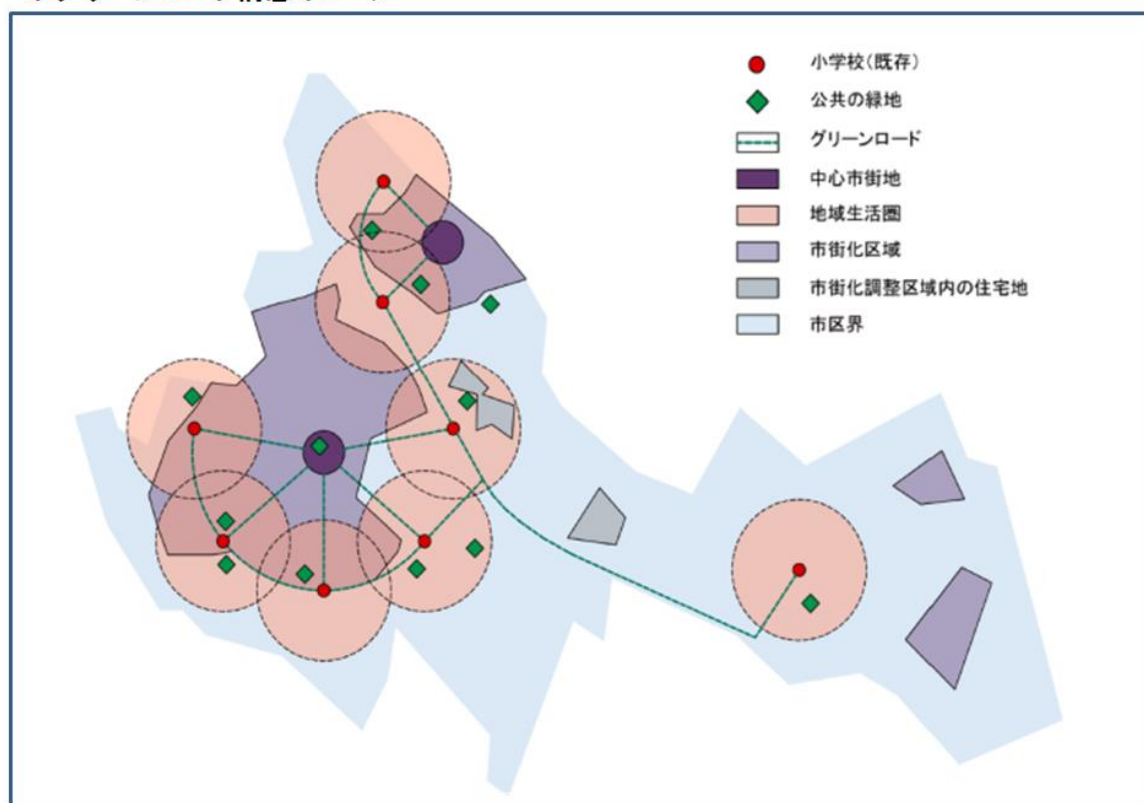 小学校(既存)
公共の緑地
グリーンロード
中心市街地
地域生活圏
市街化区域
市街化調整区域内の住宅地
市区界